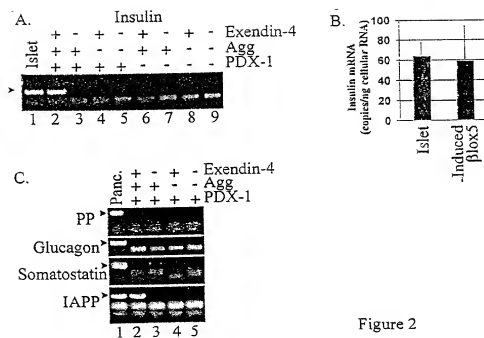 A.
Insulin
Islet
+ - + - + - + - Exendin-4
+ + - - + + - - Agg
+ + + + - - - - PDX-1
1 2 3 4 5 6 7 8 9
B.
Insulin mRNA
(copies/ng cellular RNA)
100
80
60
40
20
0
Islet
-Induced
βlox5
C.
Panc.
+ - + - Exendin-4
+ + - - Agg
+ + + + PDX-1
PP
Glucagon
Somatostatin
IAPP
1 2 3 4 5
Figure 2